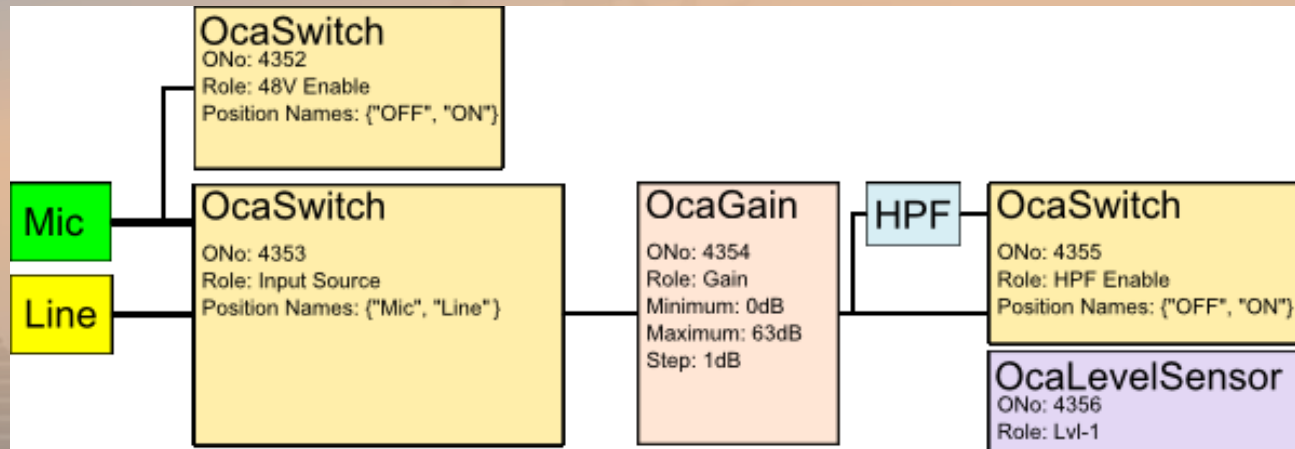 OcaSwitch
ONo: 4352
Role: 48V Enable
Position Names: {"OFF", "ON"}
Mic
Line
OcaSwitch
ONo: 4353
Role: Input Source
Position Names: {"Mic", "Line" }
OcaGain
ONo: 4354
Role: Gain
Minimum: 0dB
Maximum: 63dB
Step: 1dB
HPF
OcaSwitch
ONo: 4355
Role: HPF Enable
Position Names: {"OFF", "ON"}
OcaLevelSensor
ONo: 4356
Role: Lvl-1